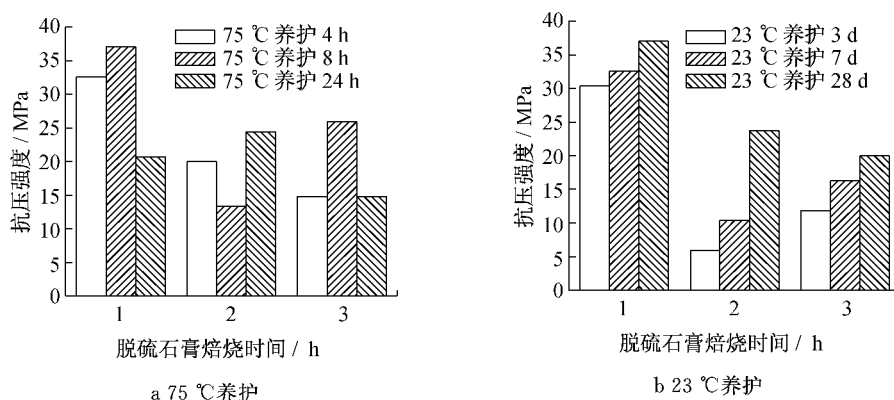 抗压强度 / MPa
40
35
30
25
20
15
10
5
0
75 ℃养护 4 h
75 ℃养护 8 h
75 ℃养护 24 h
1 2 3
脱硫石膏焙烧时间 / h
a 75 ℃养护
抗压强度 / MPa
40
35
30
25
20
15
10
5
0
23 ℃养护 3 d
23 ℃养护 7 d
23 ℃养护 28 d
1 2 3
脱硫石膏焙烧时间 / h
b 23 ℃养护